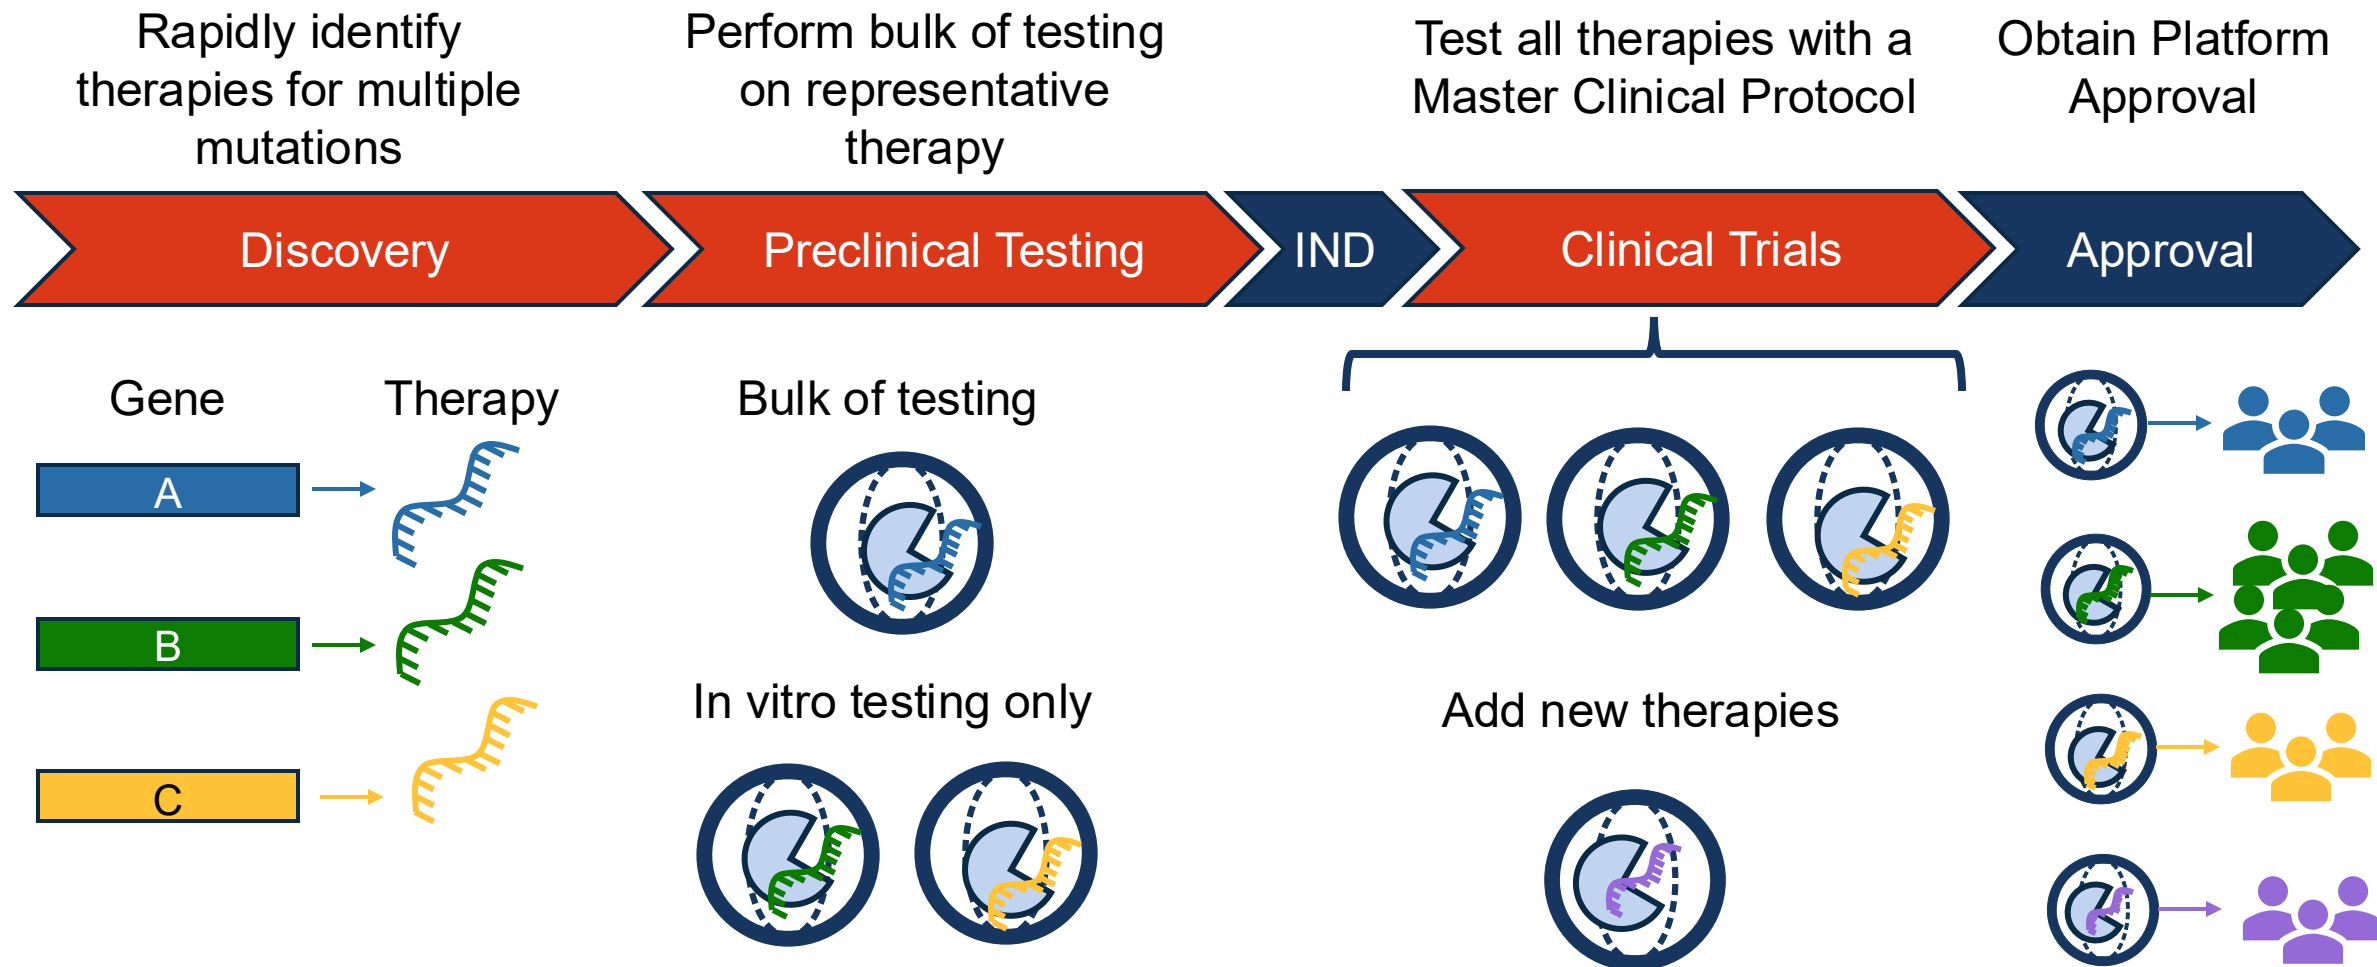 Rapidly identify
therapies for multiple
mutations
Perform bulk of testing
on representative
therapy
Test all therapies with a
Master Clinical Protocol
Obtain Platform
Approval
Discovery
Preclinical Testing
IND
Clinical Trials
Approval
Gene
Therapy
A
B
C
Bulk of testing
In vitro testing only
Add new therapies